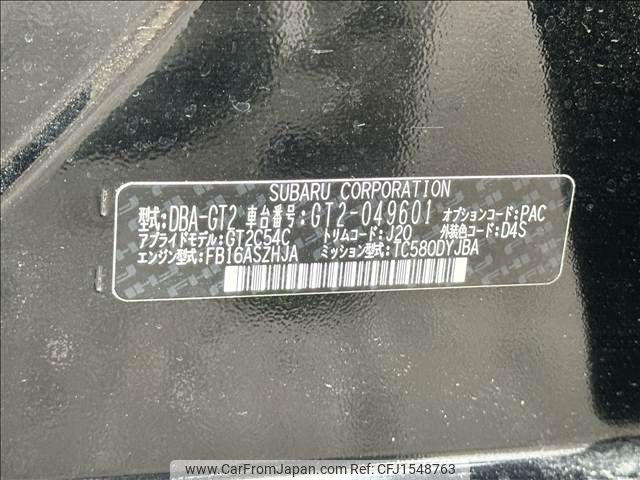 SUBARU CORPORATION
型式:DBA-GT2 車台番号:GT2-049601 オプションコード:PAC
アプライドモデル:GT2C54C トリムコード:J20 外装色コード:D4S
エンジン型式:FB16ASZHJA ミッション型式:TC580DYJBA
www.CarFromJapan.com - REF ID: CFJ1548763